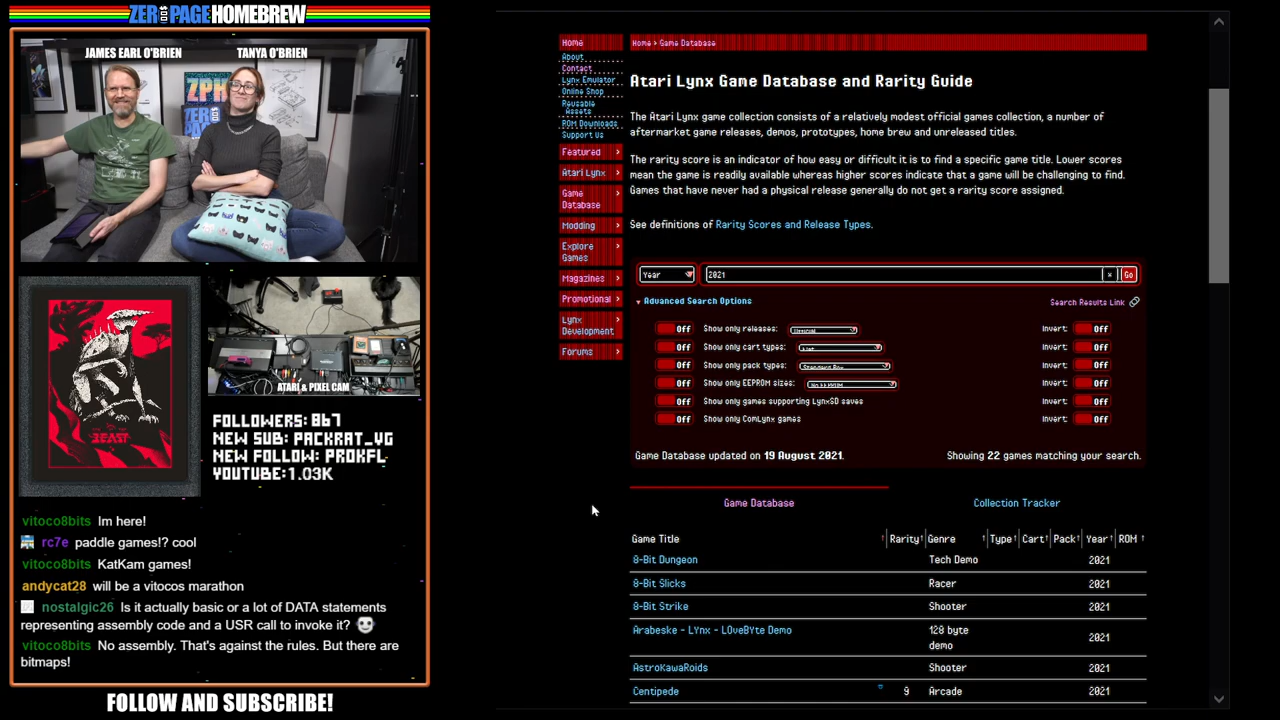 ZEROPAGE HOMEBREW
JAMES EARL O'BRIEN
TANYA O'BRIEN
ZPH
BEAST
ATARI & PIXEL CAM
FOLLOWERS: 867
NEW SUB: PACKRAT_VG
NEW FOLLOW: PROKFL
YOUTUBE:1.03K
vitoco8bits Im here!
rc7e paddle games!? cool
vitoco8bits KatKam games!
andycat28 will be a vitocos marathon
nostalgic26 Is it actually basic or a lot of DATA statements
representing assembly code and a USR call to invoke it?
vitoco8bits No assembly. That's against the rules. But there are
bitmaps!
FOLLOW AND SUBSCRIBE!
Home
About
Contact
Lynx Emulator
Online Shop
Reusable
Assets
ROM Downloads
Support Us
Featured
Atari Lynx
Game
Database
Modding
Explore
Games
Magazines
Promotional
Lynx
Development
Forums
Home > Game Database
Atari Lynx Game Database and Rarity Guide
The Atari Lynx game collection consists of a relatively modest official games collection, a number of
aftermarket game releases, demos, prototypes, home brew and unreleased titles.
The rarity score is an indicator of how easy or difficult it is to find a specific game title. Lower scores
mean the game is readily available whereas higher scores indicate that a game will be challenging to find.
Games that have never had a physical release generally do not get a rarity score assigned.
See definitions of Rarity Scores and Release Types.
Year 2021 × Go
Advanced Search Options Search Results Link
Off Show only releases: Invert: Off
Off Show only cart types: Invert: Off
Off Show only pack types: Standard Box Invert: Off
Off Show only EEPROM sizes: No EEPROM Invert: Off
Off Show only games supporting LynxSD saves Invert: Off
Off Show only ComLynx games Invert: Off
Game Database updated on 19 August 2021. Showing 22 games matching your search.
Game Database Collection Tracker
Game Title ↑ Rarity↑ Genre ↑ Type↑ Cart↑ Pack↑ Year↑ ROM ↑
8-Bit Dungeon Tech Demo 2021
8-Bit Slicks Racer 2021
8-Bit Strike Shooter 2021
Arabeske - LYnx - LOveBYte Demo 128 byte
demo 2021
AstroKawaRoids Shooter 2021
Centipede 9 Arcade 2021